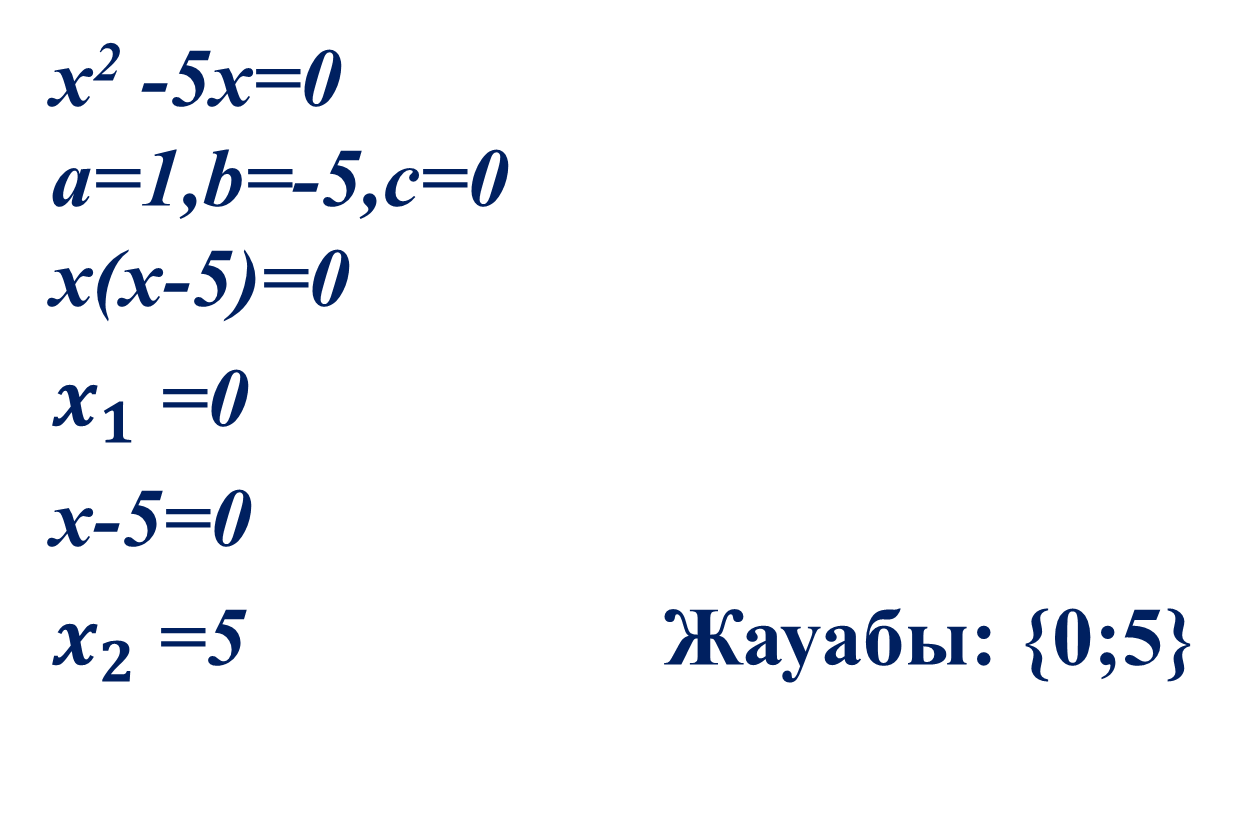 x² -5x=0
a=1,b=-5,c=0
x(x-5)=0
x₁ =0
x-5=0
x₂ =5 Жауабы: {0;5}